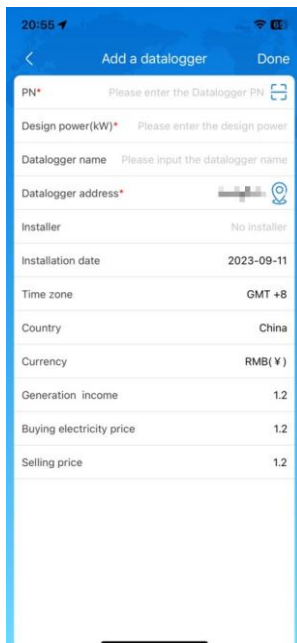 20:55
Add a datalogger Done
PN* Please enter the Datalogger PN
Design power(kW)* Please enter the design power
Datalogger name Please input the datalogger name
Datalogger address*
Installer No installer
Installation date 2023-09-11
Time zone GMT +8
Country China
Currency RMB(¥)
Generation income 1.2
Buying electricity price 1.2
Selling price 1.2